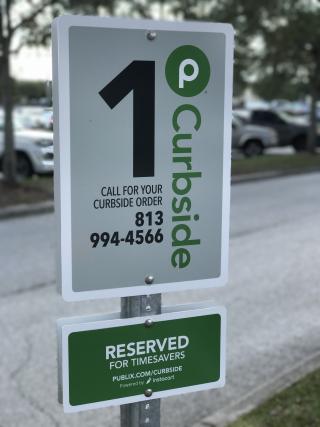 1
p Curbside
CALL FOR YOUR
CURBSIDE ORDER
813
994-4566
RESERVED
FOR TIMESAVERS
PUBLIX.COM/CURBSIDE
Powered by instacart